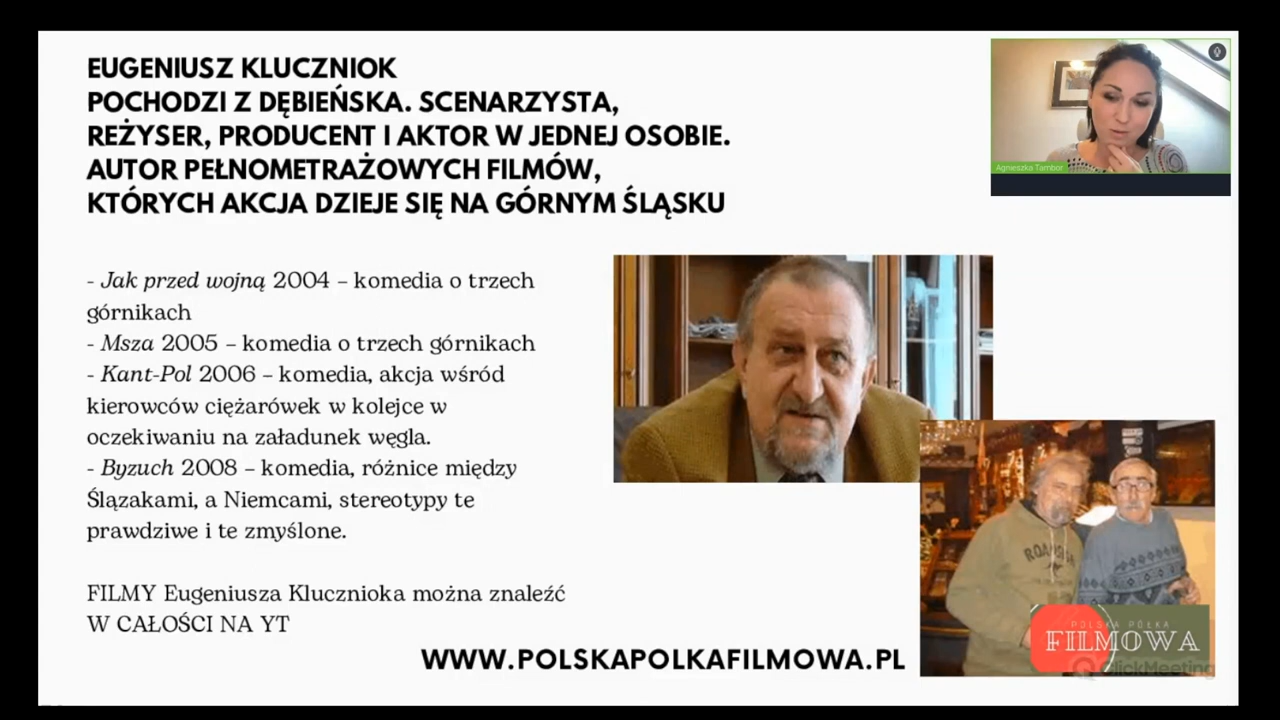 EUGENIUSZ KLUCZNIOK
POCHODZI Z DĘBIEŃSKA. SCENARZYSTA,
REŻYSER, PRODUCENT I AKTOR W JEDNEJ OSOBIE.
AUTOR PEŁNOMETRAŻOWYCH FILMÓW,
KTÓRYCH AKCJA DZIEJE SIĘ NA GÓRNYM ŚLĄSKU
Agnieszka Tambor
- Jak przed wojną 2004 – komedia o trzech
górnikach
- Msza 2005 – komedia o trzech górnikach
- Kant-Pol 2006 – komedia, akcja wśród
kierowców ciężarówek w kolejce w
oczekiwaniu na załadunek węgla.
- Byzuch 2008 – komedia, różnice między
Ślązakami, a Niemcami, stereotypy te
prawdziwe i te zmyślone.
FILMY Eugeniusza Klucznioka można znaleźć
W CAŁOŚCI NA YT
WWW.POLSKAPOLKAFILMOWA.PL
POLSKA PÓŁKA
FILMOWA
ClickMeeting